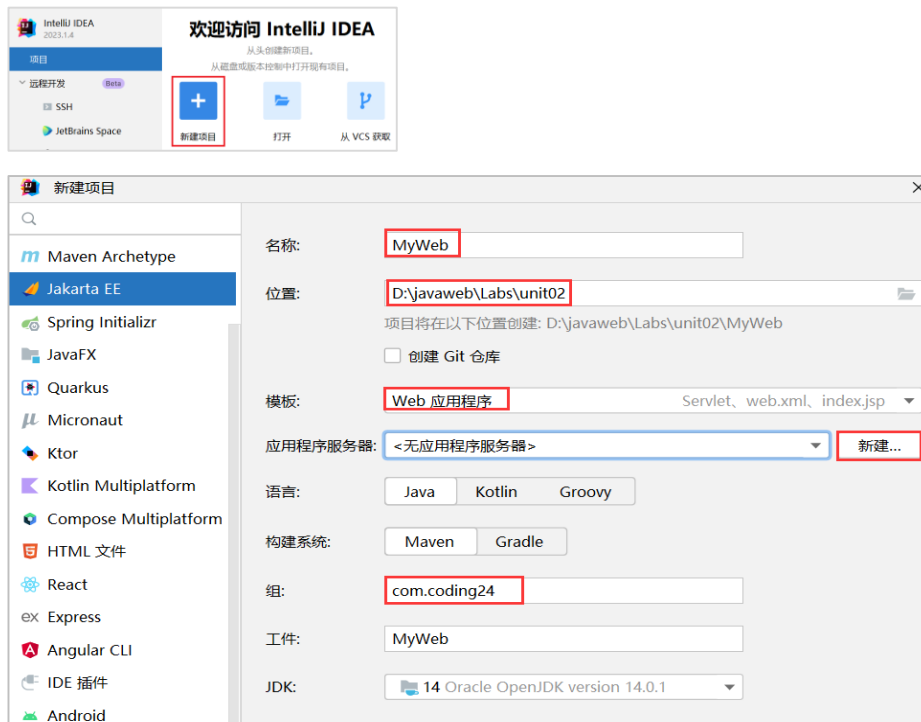 IntelliJ IDEA
2023.1.4
欢迎访问 IntelliJ IDEA
从头创建新项目。
从磁盘或版本控制中打开现有项目。
项目
远程开发 Beta
SSH
JetBrains Space
新建项目 打开 从 VCS 获取
新建项目
Maven Archetype
Jakarta EE
Spring Initializr
JavaFX
Quarkus
Micronaut
Ktor
Kotlin Multiplatform
Compose Multiplatform
HTML 文件
React
ex Express
Angular CLI
IDE 插件
Android
名称: MyWeb
位置: D:\javaweb\Labs\unit02
项目将在以下位置创建: D:\javaweb\Labs\unit02\MyWeb
创建 Git 仓库
模板: Web 应用程序 Servlet、web.xml、index.jsp
应用程序服务器: <无应用程序服务器> 新建...
语言: Java Kotlin Groovy
构建系统: Maven Gradle
组: com.coding24
工件: MyWeb
JDK: 14 Oracle OpenJDK version 14.0.1